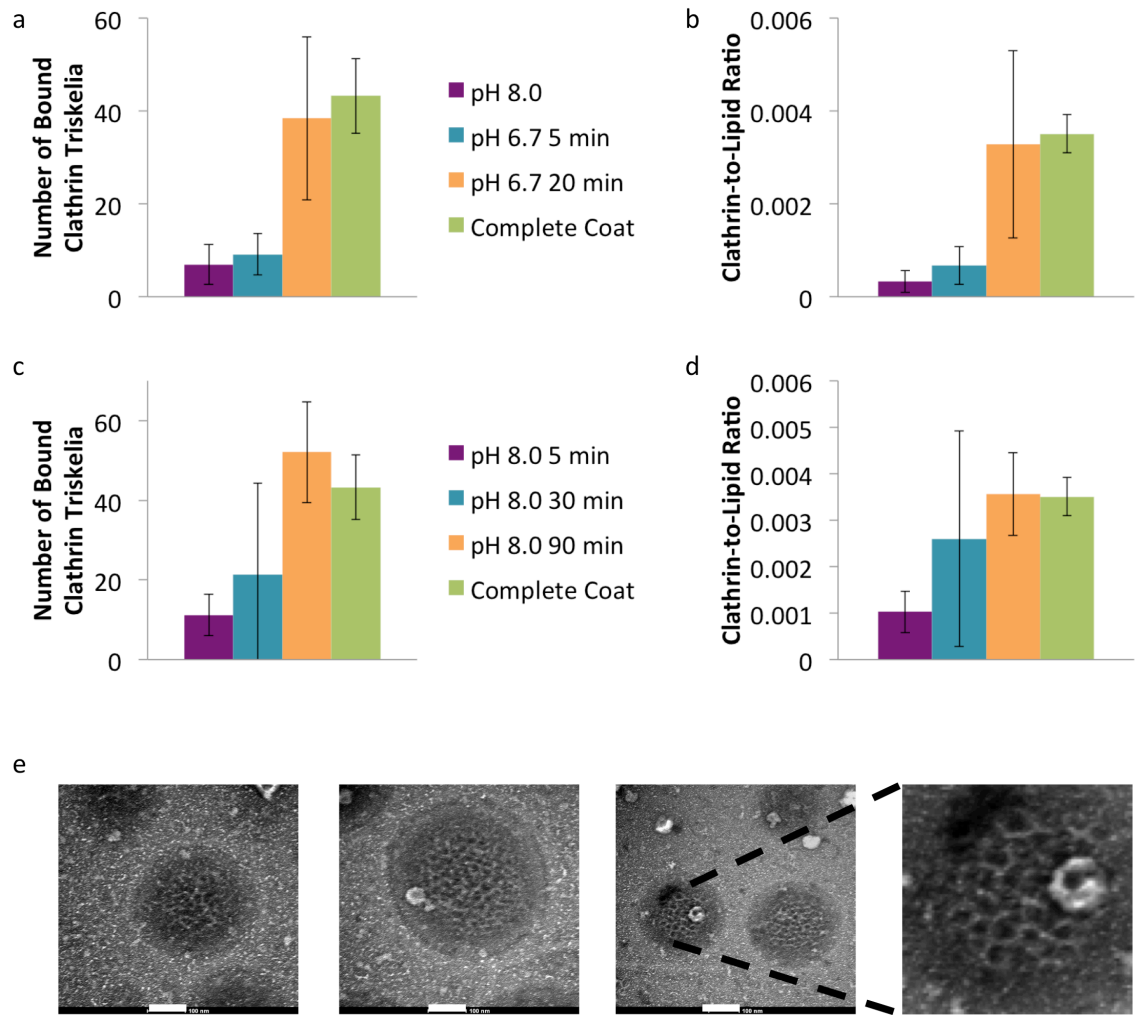 a
60
40
20
0
Number of Bound
Clathrin Triskelia
pH 8.0
pH 6.7 5 min
pH 6.7 20 min
Complete Coat
b
0.006
0.004
0.002
0
Clathrin-to-Lipid Ratio
c
60
40
20
0
Number of Bound
Clathrin Triskelia
pH 8.0 5 min
pH 8.0 30 min
pH 8.0 90 min
Complete Coat
d
0.006
0.005
0.004
0.003
0.002
0.001
0
Clathrin-to-Lipid Ratio
e
100 nm
100 nm
100 nm